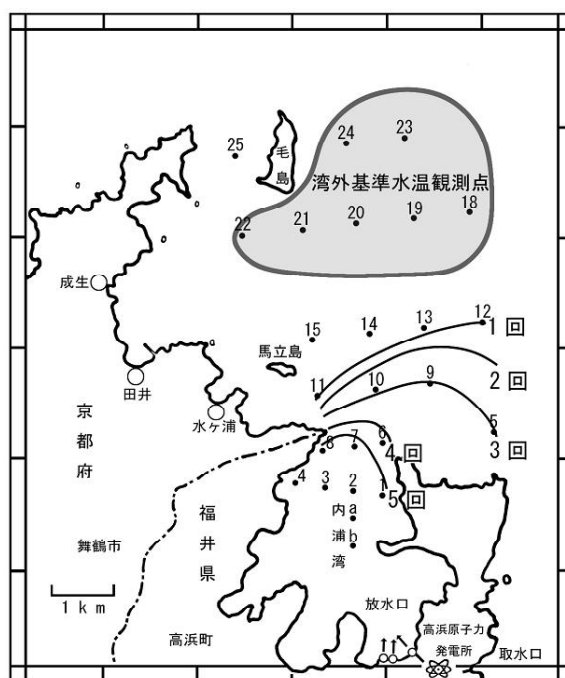 25
毛島
24
23
湾外基準水温観測点
22
21
20
19
18
成生
15
14
13
12
1回
馬立島
2回
田井
11
10
9
5
3回
水ヶ浦
京都府
8
7
6
4回
4
3
2
1
5回
a
b
内浦湾
福井県
舞鶴市
1km
高浜町
放水口
高浜原子力
発電所
取水口